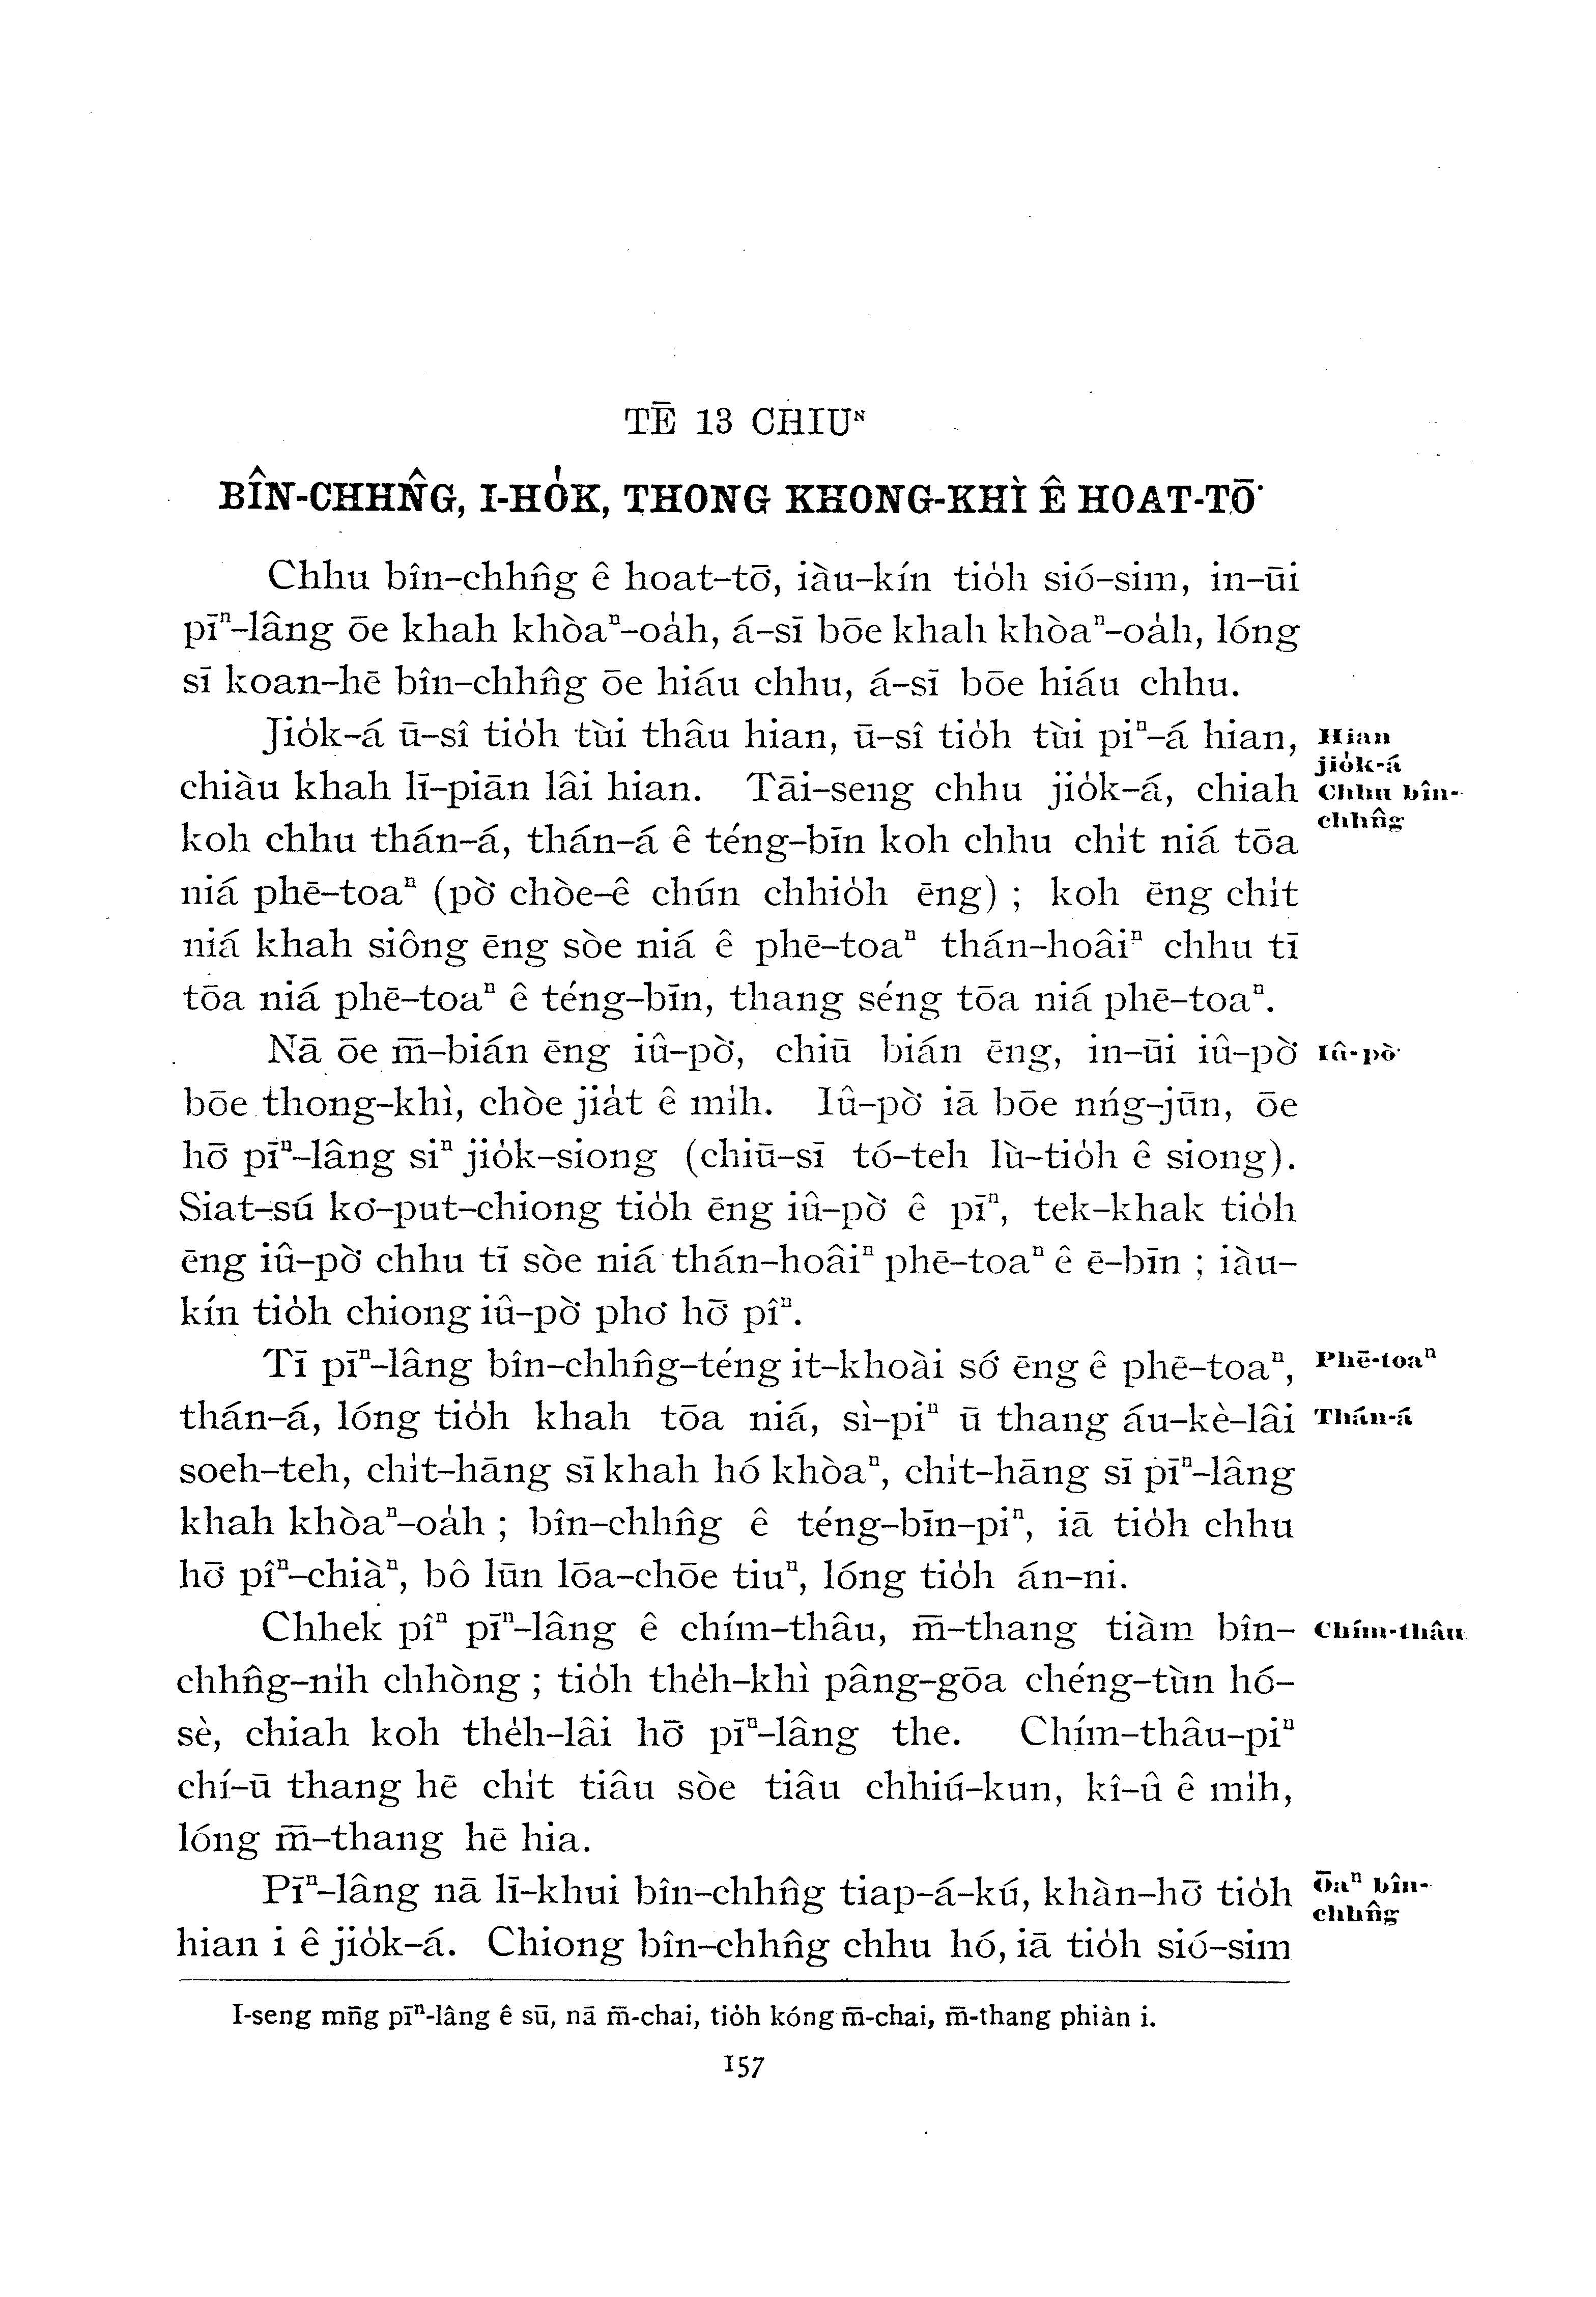 TĒ 13 CHIUᴺ
BÎN-CHHN̂G, I-HO̍K, THONG KHONG-KHÌ Ê HOAT-TŌ͘
Chhu bîn-chhn̂g ê hoat-tō͘, iàu-kín tio̍h sió-sim, in-ūi
pīⁿ-lâng ōe khah khòaⁿ-oa̍h, á-sī bōe khah khòaⁿ-oa̍h, lóng
sī koan-hē bîn-chhn̂g ōe hiáu chhu, á-sī bōe hiáu chhu.
Jio̍k-á ū-sî tio̍h tùi thâu hian, ū-sî tio̍h tùi piⁿ-á hian,
Hian
jio̍k-á
chiàu khah lī-piān lâi hian. Tāi-seng chhu jio̍k-á, chiah
Chhu bîn-
chhn̂g
koh chhu thán-á, thán-á ê téng-bīn koh chhu chi̍t niá tōa
niá phē-toaⁿ (pò͘ chòe-ê chún chhio̍h ēng) ; koh ēng chi̍t
niá khah siông ēng sòe niá ê phē-toaⁿ thán-hoâiⁿ chhu tī
tōa niá phē-toaⁿ ê téng-bīn, thang séng tōa niá phē-toaⁿ.
Nā ōe m̄-bián ēng iû-pò͘, chiū bián ēng, in-ūi iû-pò͘
Iû-pò͘
bōe thong-khì, chòe jia̍t ê mi̍h. Iû-pò͘ iā bōe nńg-jūn, ōe
hō͘ pīⁿ-lâng siⁿ jio̍k-siong (chiū-sī tó-teh lù-tio̍h ê siong).
Siat-sú ko͘-put-chiong tio̍h ēng iû-pò͘ ê pīⁿ, tek-khak tio̍h
ēng iû-pò͘ chhu tī sòe niá thán-hoâiⁿ phē-toaⁿ ê ē-bīn ; iàu-
kín tio̍h chiong iû-pò͘ pho͘ hō͘ pîⁿ.
Tī pīⁿ-lâng bîn-chhn̂g-téng it-khoài só͘ ēng ê phē-toaⁿ,
Phē-toaⁿ
thán-á, lóng tio̍h khah tōa niá, sì-piⁿ ū thang áu-kè-lâi
Thán-á
soeh-teh, chi̍t-hāng sī khah hó khòaⁿ, chi̍t-hāng sī pīⁿ-lâng
khah khòaⁿ-oa̍h ; bîn-chhn̂g ê téng-bīn-piⁿ, iā tio̍h chhu
hō͘ pîⁿ-chiàⁿ, bô lūn lōa-chōe tiuⁿ, lóng tio̍h án-ni.
Chhek pîⁿ pīⁿ-lâng ê chím-thâu, m̄-thang tiàm bîn-
Chím-thâu
chhn̂g-ni̍h chhòng ; tio̍h the̍h-khì pâng-gōa chéng-tùn hó-
sè, chiah koh the̍h-lâi hō͘ pīⁿ-lâng the. Chím-thâu-piⁿ
chí-ū thang hē chi̍t tiâu sòe tiâu chhiú-kun, kî-û ê mi̍h,
lóng m̄-thang hē hia.
Pīⁿ-lâng nā lī-khui bîn-chhn̂g tiap-á-kú, khàn-hō͘ tio̍h
Ōaⁿ bîn-
chhn̂g
hian i ê jio̍k-á. Chiong bîn-chhn̂g chhu hó, iā tio̍h sió-sim
I-seng mn̄g pīⁿ-lâng ê sū, nā m̄-chai, tio̍h kóng m̄-chai, m̄-thang phiàn i.
157